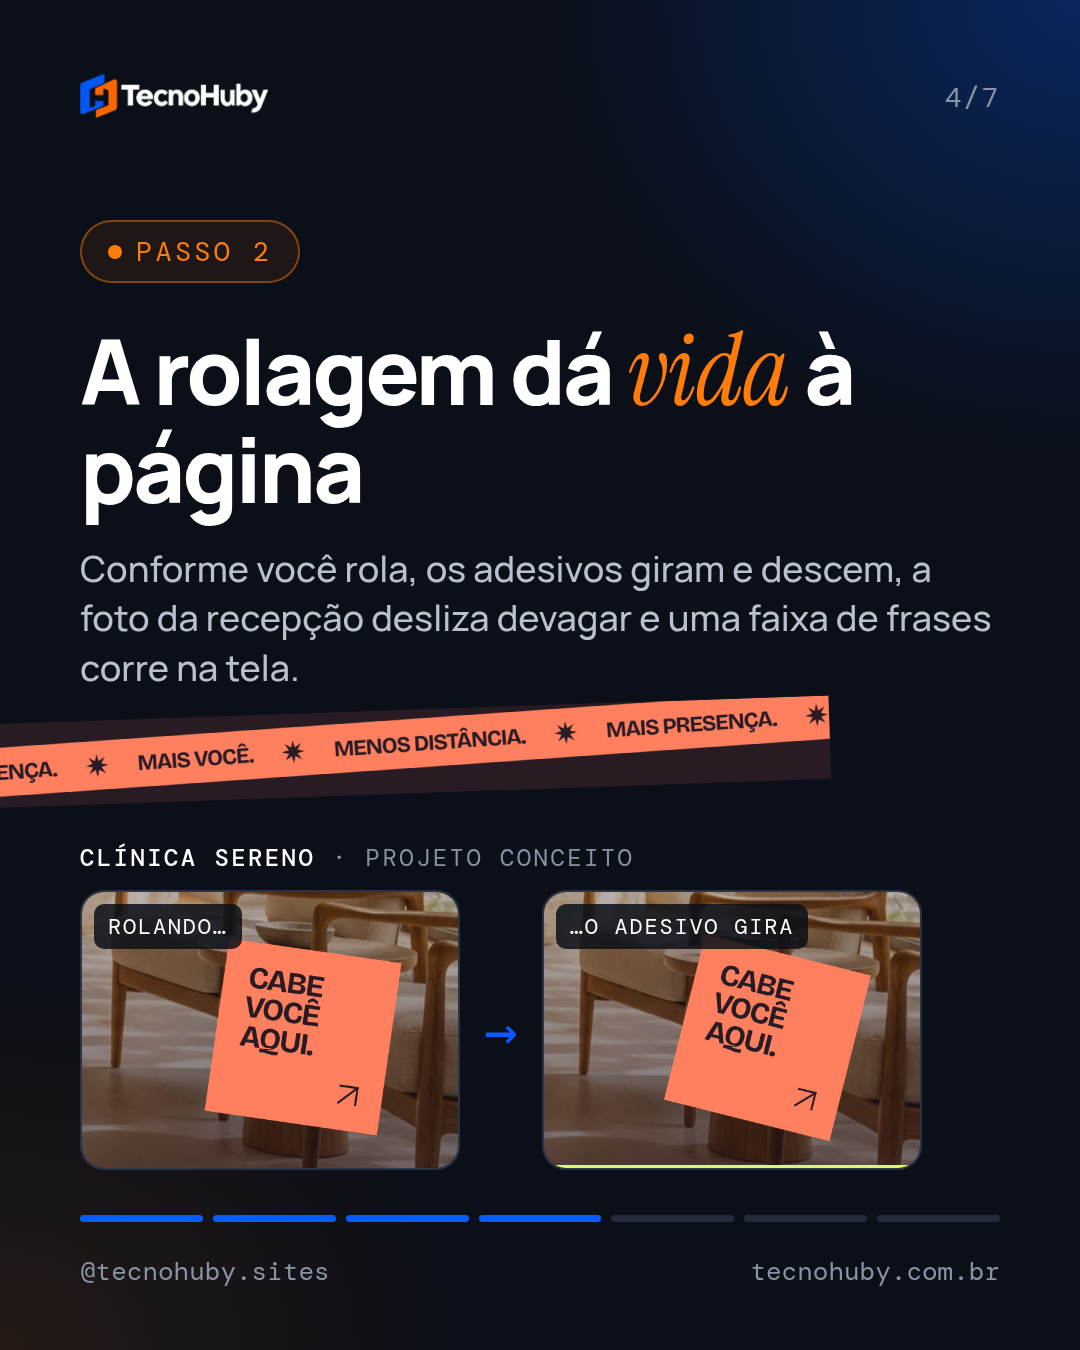 TecnoHuby
4/7
PASSO 2
A rolagem dá vida à
página
Conforme você rola, os adesivos giram e descem, a
foto da recepção desliza devagar e uma faixa de frases
corre na tela.
ENÇA. ✷ MAIS VOCÊ. ✷ MENOS DISTÂNCIA. ✷ MAIS PRESENÇA. ✷
CLÍNICA SERENO · PROJETO CONCEITO
ROLANDO…
CABE
VOCÊ
AQUI.
→
…O ADESIVO GIRA
CABE
VOCÊ
AQUI.
@tecnohuby.sites
tecnohuby.com.br